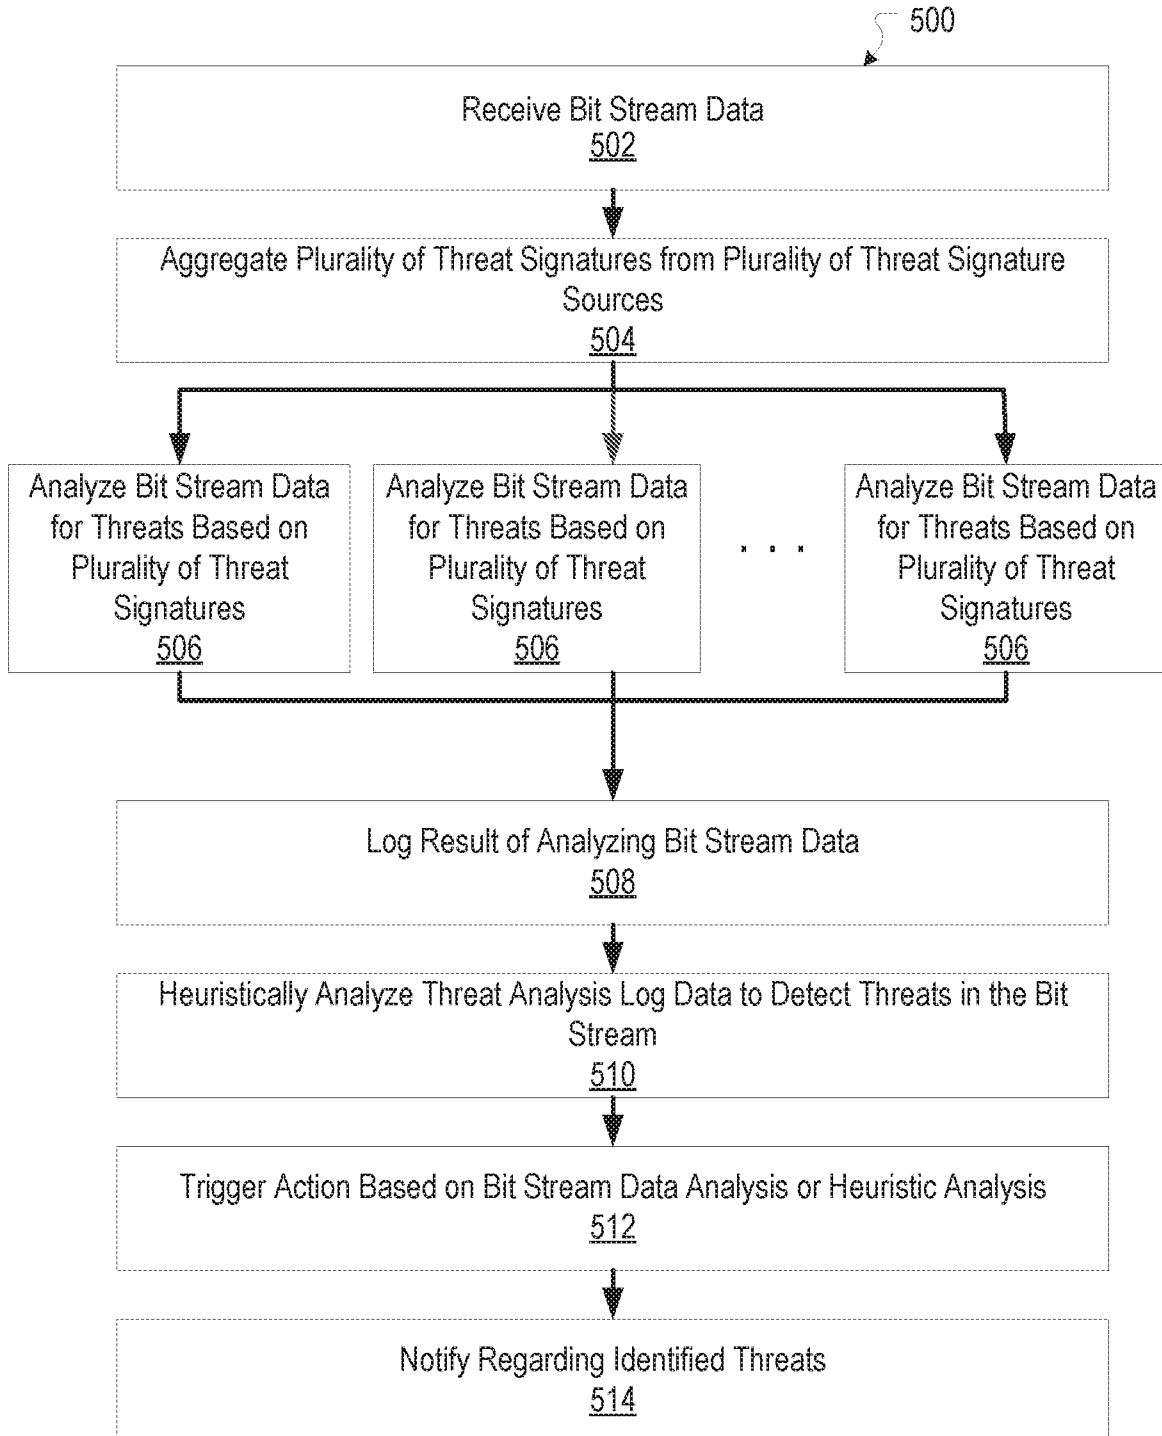 500
Receive Bit Stream Data
502
Aggregate Plurality of Threat Signatures from Plurality of Threat Signature
Sources
504
Analyze Bit Stream Data
for Threats Based on
Plurality of Threat
Signatures
506
Analyze Bit Stream Data
for Threats Based on
Plurality of Threat
Signatures
506
. . .
Analyze Bit Stream Data
for Threats Based on
Plurality of Threat
Signatures
506
Log Result of Analyzing Bit Stream Data
508
Heuristically Analyze Threat Analysis Log Data to Detect Threats in the Bit
Stream
510
Trigger Action Based on Bit Stream Data Analysis or Heuristic Analysis
512
Notify Regarding Identified Threats
514